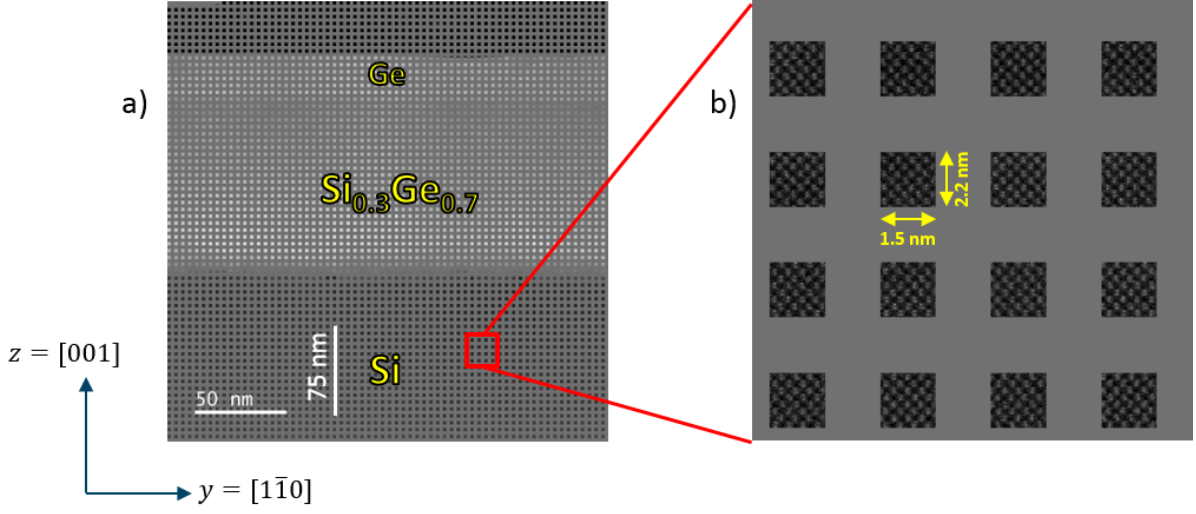 a)
Ge
Si₀.₃Ge₀.₇
Si
75 nm
50 nm
z = [001]
y = [11̄0]
b)
2.2 nm
1.5 nm